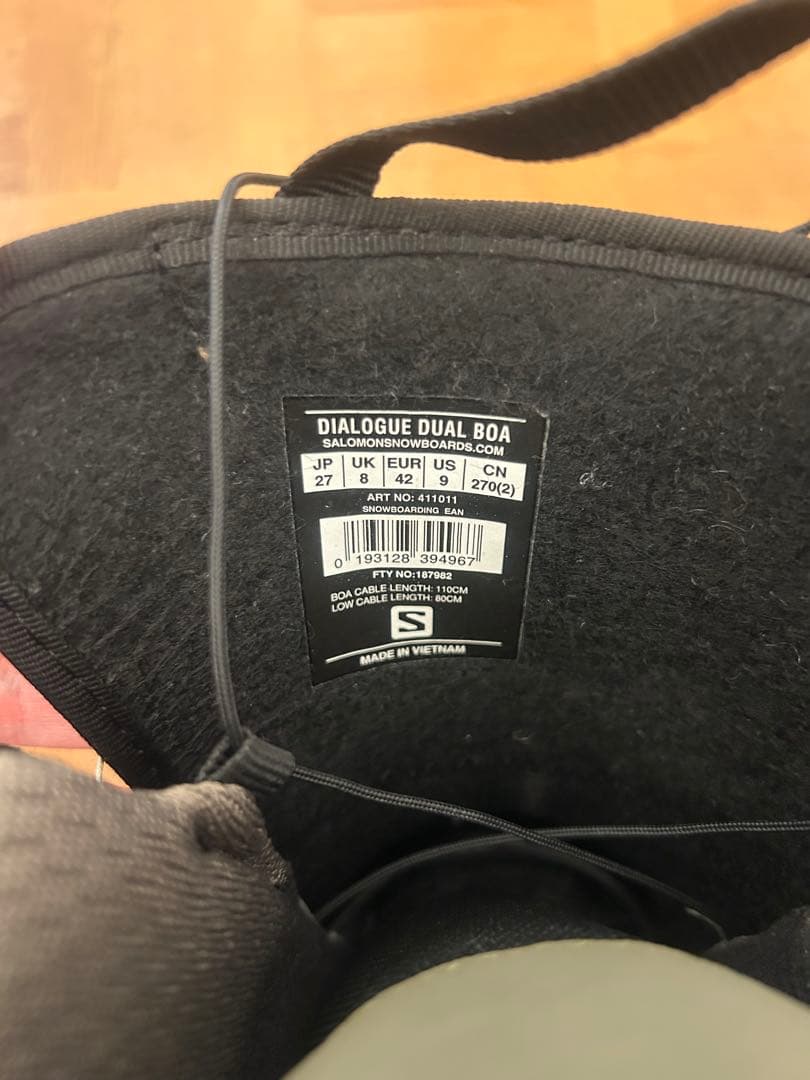 DIALOGUE DUAL BOA
SALOMONSNOWBOARDS.COM
JP UK EUR US CN
27 8 42 9 270(2)
ART NO: 411011
SNOWBOARDING EAN
0 193128 394967
FTY NO:187982
BOA CABLE LENGTH: 110CM
LOW CABLE LENGTH: 80CM
S
MADE IN VIETNAM